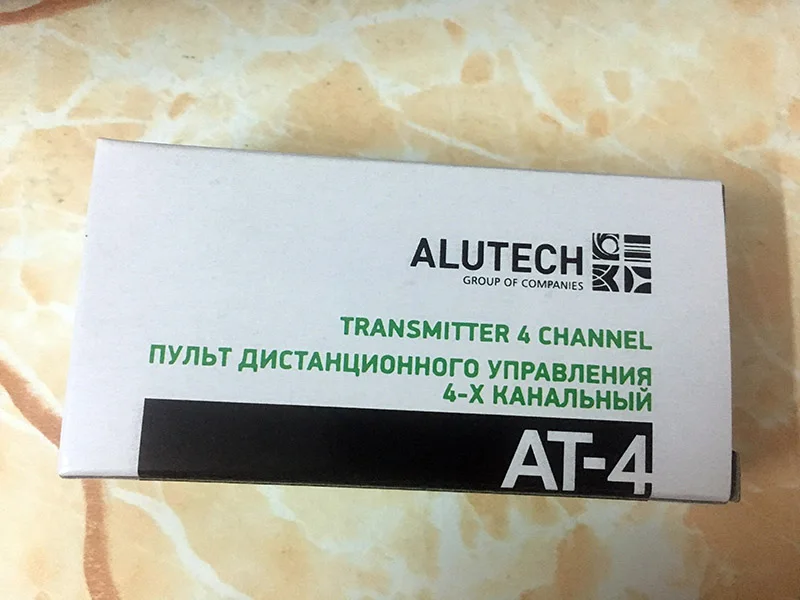 ALUTECH
GROUP OF COMPANIES
TRANSMITTER 4 CHANNEL
ПУЛЬТ ДИСТАНЦИОННОГО УПРАВЛЕНИЯ
4-Х КАНАЛЬНЫЙ
AT-4